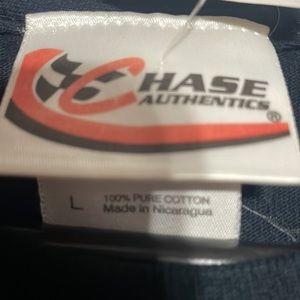 CHASE
AUTHENTICS®
L
100% PURE COTTON
Made in Nicaragua